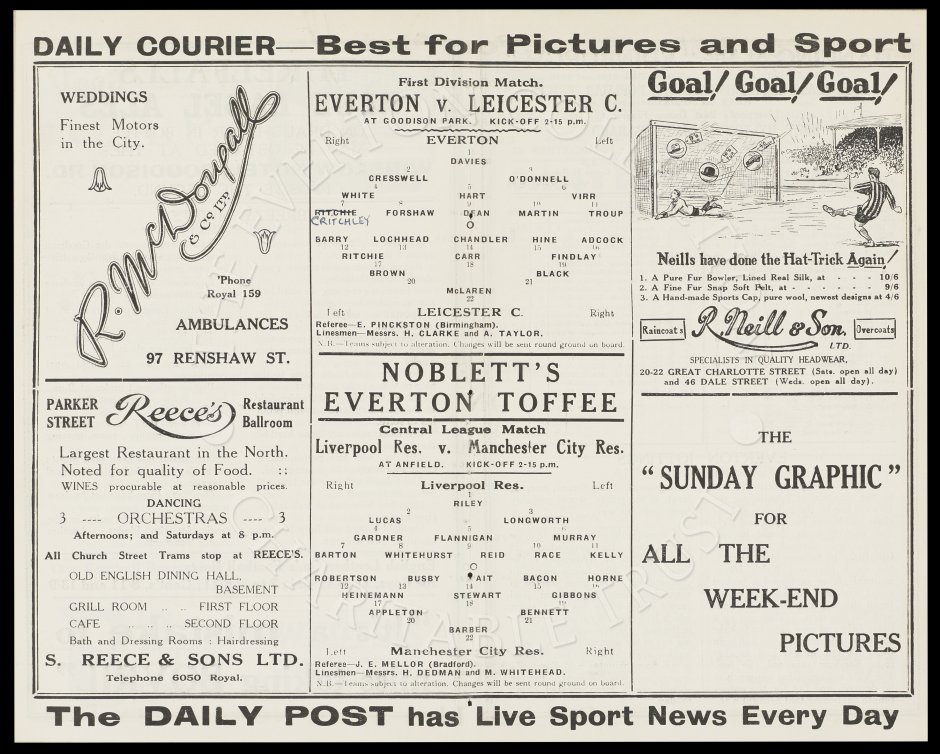 DAILY COURIER—Best for Pictures and Sport
WEDDINGS
Finest Motors
in the City.
R. McDougall
& CO LTD
'Phone
Royal 159
AMBULANCES
97 RENSHAW ST.
PARKER
STREET
Reece's
Restaurant
Ballroom
Largest Restaurant in the North.
Noted for quality of Food. ::
WINES procurable at reasonable prices.
DANCING
3 ---- ORCHESTRAS ---- 3
Afternoons; and Saturdays at 8 p.m.
All Church Street Trams stop at REECE'S.
OLD ENGLISH DINING HALL,
BASEMENT
GRILL ROOM .. .. FIRST FLOOR
CAFE .. .. .. SECOND FLOOR
Bath and Dressing Rooms : Hairdressing
S. REECE & SONS LTD.
Telephone 6050 Royal.
First Division Match.
EVERTON v. LEICESTER C.
AT GOODISON PARK. KICK-OFF 2-15 p.m.
Right EVERTON Left
1
DAVIES
2 3
CRESSWELL O'DONNELL
4 5 6
WHITE HART VIRR
7 8 9 10 11
RITCHIE FORSHAW DEAN MARTIN TROUP
CRITCHLEY
BARRY LOCHHEAD CHANDLER HINE ADCOCK
12 13 14 15 16
RITCHIE CARR FINDLAY
17 18 19
BROWN BLACK
20 21
McLAREN
22
Left LEICESTER C. Right
Referee—E. PINCKSTON (Birmingham).
Linesmen—Messrs. H. CLARKE and A. TAYLOR.
N.B.—Teams subject to alteration. Changes will be sent round ground on board.
NOBLETT'S
EVERTON TOFFEE
Central League Match
Liverpool Res. v. Manchester City Res.
AT ANFIELD. KICK-OFF 2-15 p.m.
Right Liverpool Res. Left
1
RILEY
2 3
LUCAS LONGWORTH
4 5 6
GARDNER FLANNIGAN MURRAY
7 8 9 10 11
BARTON WHITEHURST REID RACE KELLY
ROBERTSON BUSBY TAIT BACON HORNE
12 13 14 15 16
HEINEMANN STEWART GIBBONS
17 18 19
APPLETON BENNETT
20 21
BARBER
22
Left Manchester City Res. Right
Referee—J. E. MELLOR (Bradford).
Linesmen—Messrs. H. DEDMAN and M. WHITEHEAD.
N.B.—Teams subject to alteration. Changes will be sent round ground on board.
Goal! Goal! Goal!
Neills have done the Hat-Trick Again!
1. A Pure Fur Bowler, Lined Real Silk, at - - - 10/6
2. A Fine Fur Snap Soft Felt, at - - - - - - 9/6
3. A Hand-made Sports Cap, pure wool, newest designs at 4/6
Raincoats R. Neill & Son, LTD. Overcoats
SPECIALISTS IN QUALITY HEADWEAR,
20-22 GREAT CHARLOTTE STREET (Sats. open all day)
and 46 DALE STREET (Weds. open all day).
THE
"SUNDAY GRAPHIC"
FOR
ALL THE
WEEK-END
PICTURES
The DAILY POST has Live Sport News Every Day